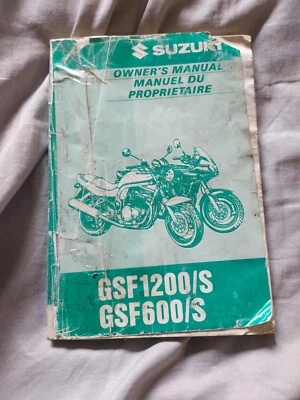 SUZUKI
OWNER'S MANUAL
MANUEL DU
PROPRIETAIRE
GSF1200/S
GSF600/S